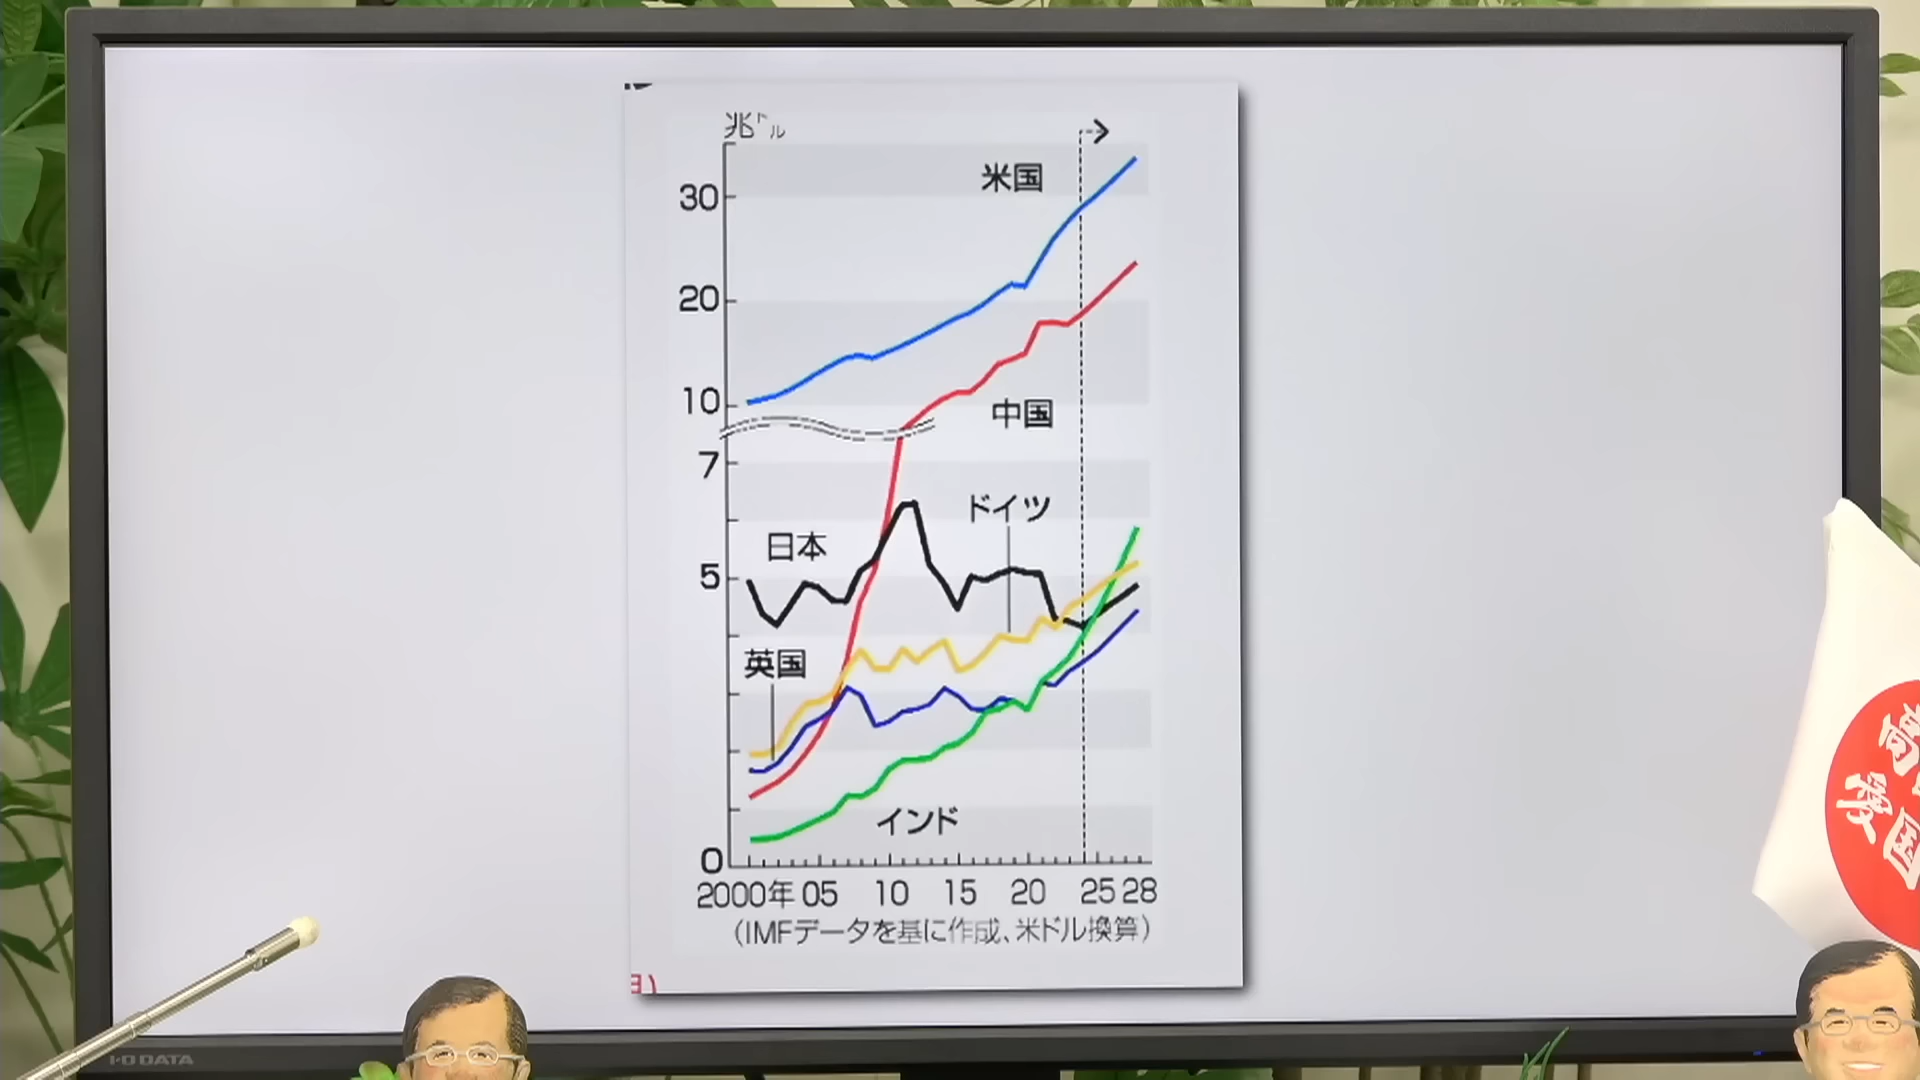 兆ドル
米国
30
20
10
中国
7
ドイツ
日本
5
英国
インド
0
2000年 05 10 15 20 25 28
(IMFデータを基に作成、米ドル換算)
I-O DATA